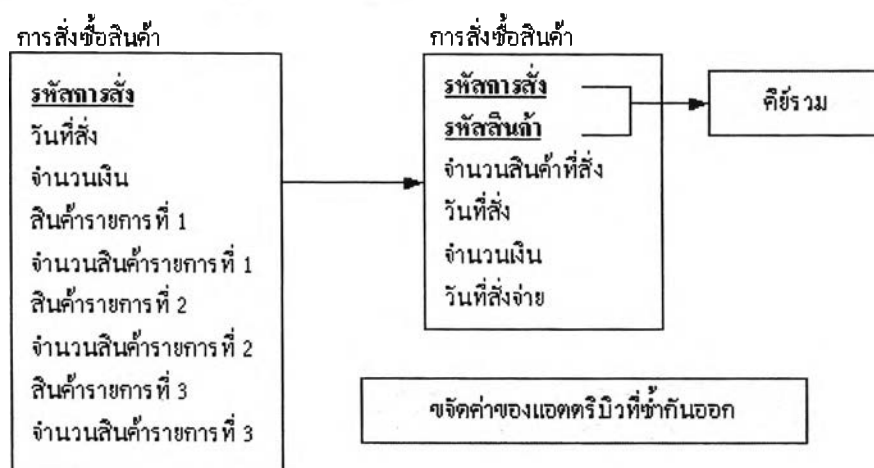 การสั่งซื้อสินค้า
รหัสการสั่ง
วันที่สั่ง
จำนวนเงิน
สินค้ารายการที่ 1
จำนวนสินค้ารายการที่ 1
สินค้ารายการที่ 2
จำนวนสินค้ารายการที่ 2
สินค้ารายการที่ 3
จำนวนสินค้ารายการที่ 3
การสั่งซื้อสินค้า
รหัสการสั่ง
รหัสสินค้า
จำนวนสินค้าที่สั่ง
วันที่สั่ง
จำนวนเงิน
วันที่สั่งจ่าย
คีย์รวม
ขจัดค่าของแอตตริบิวที่ซ้ำกันออก